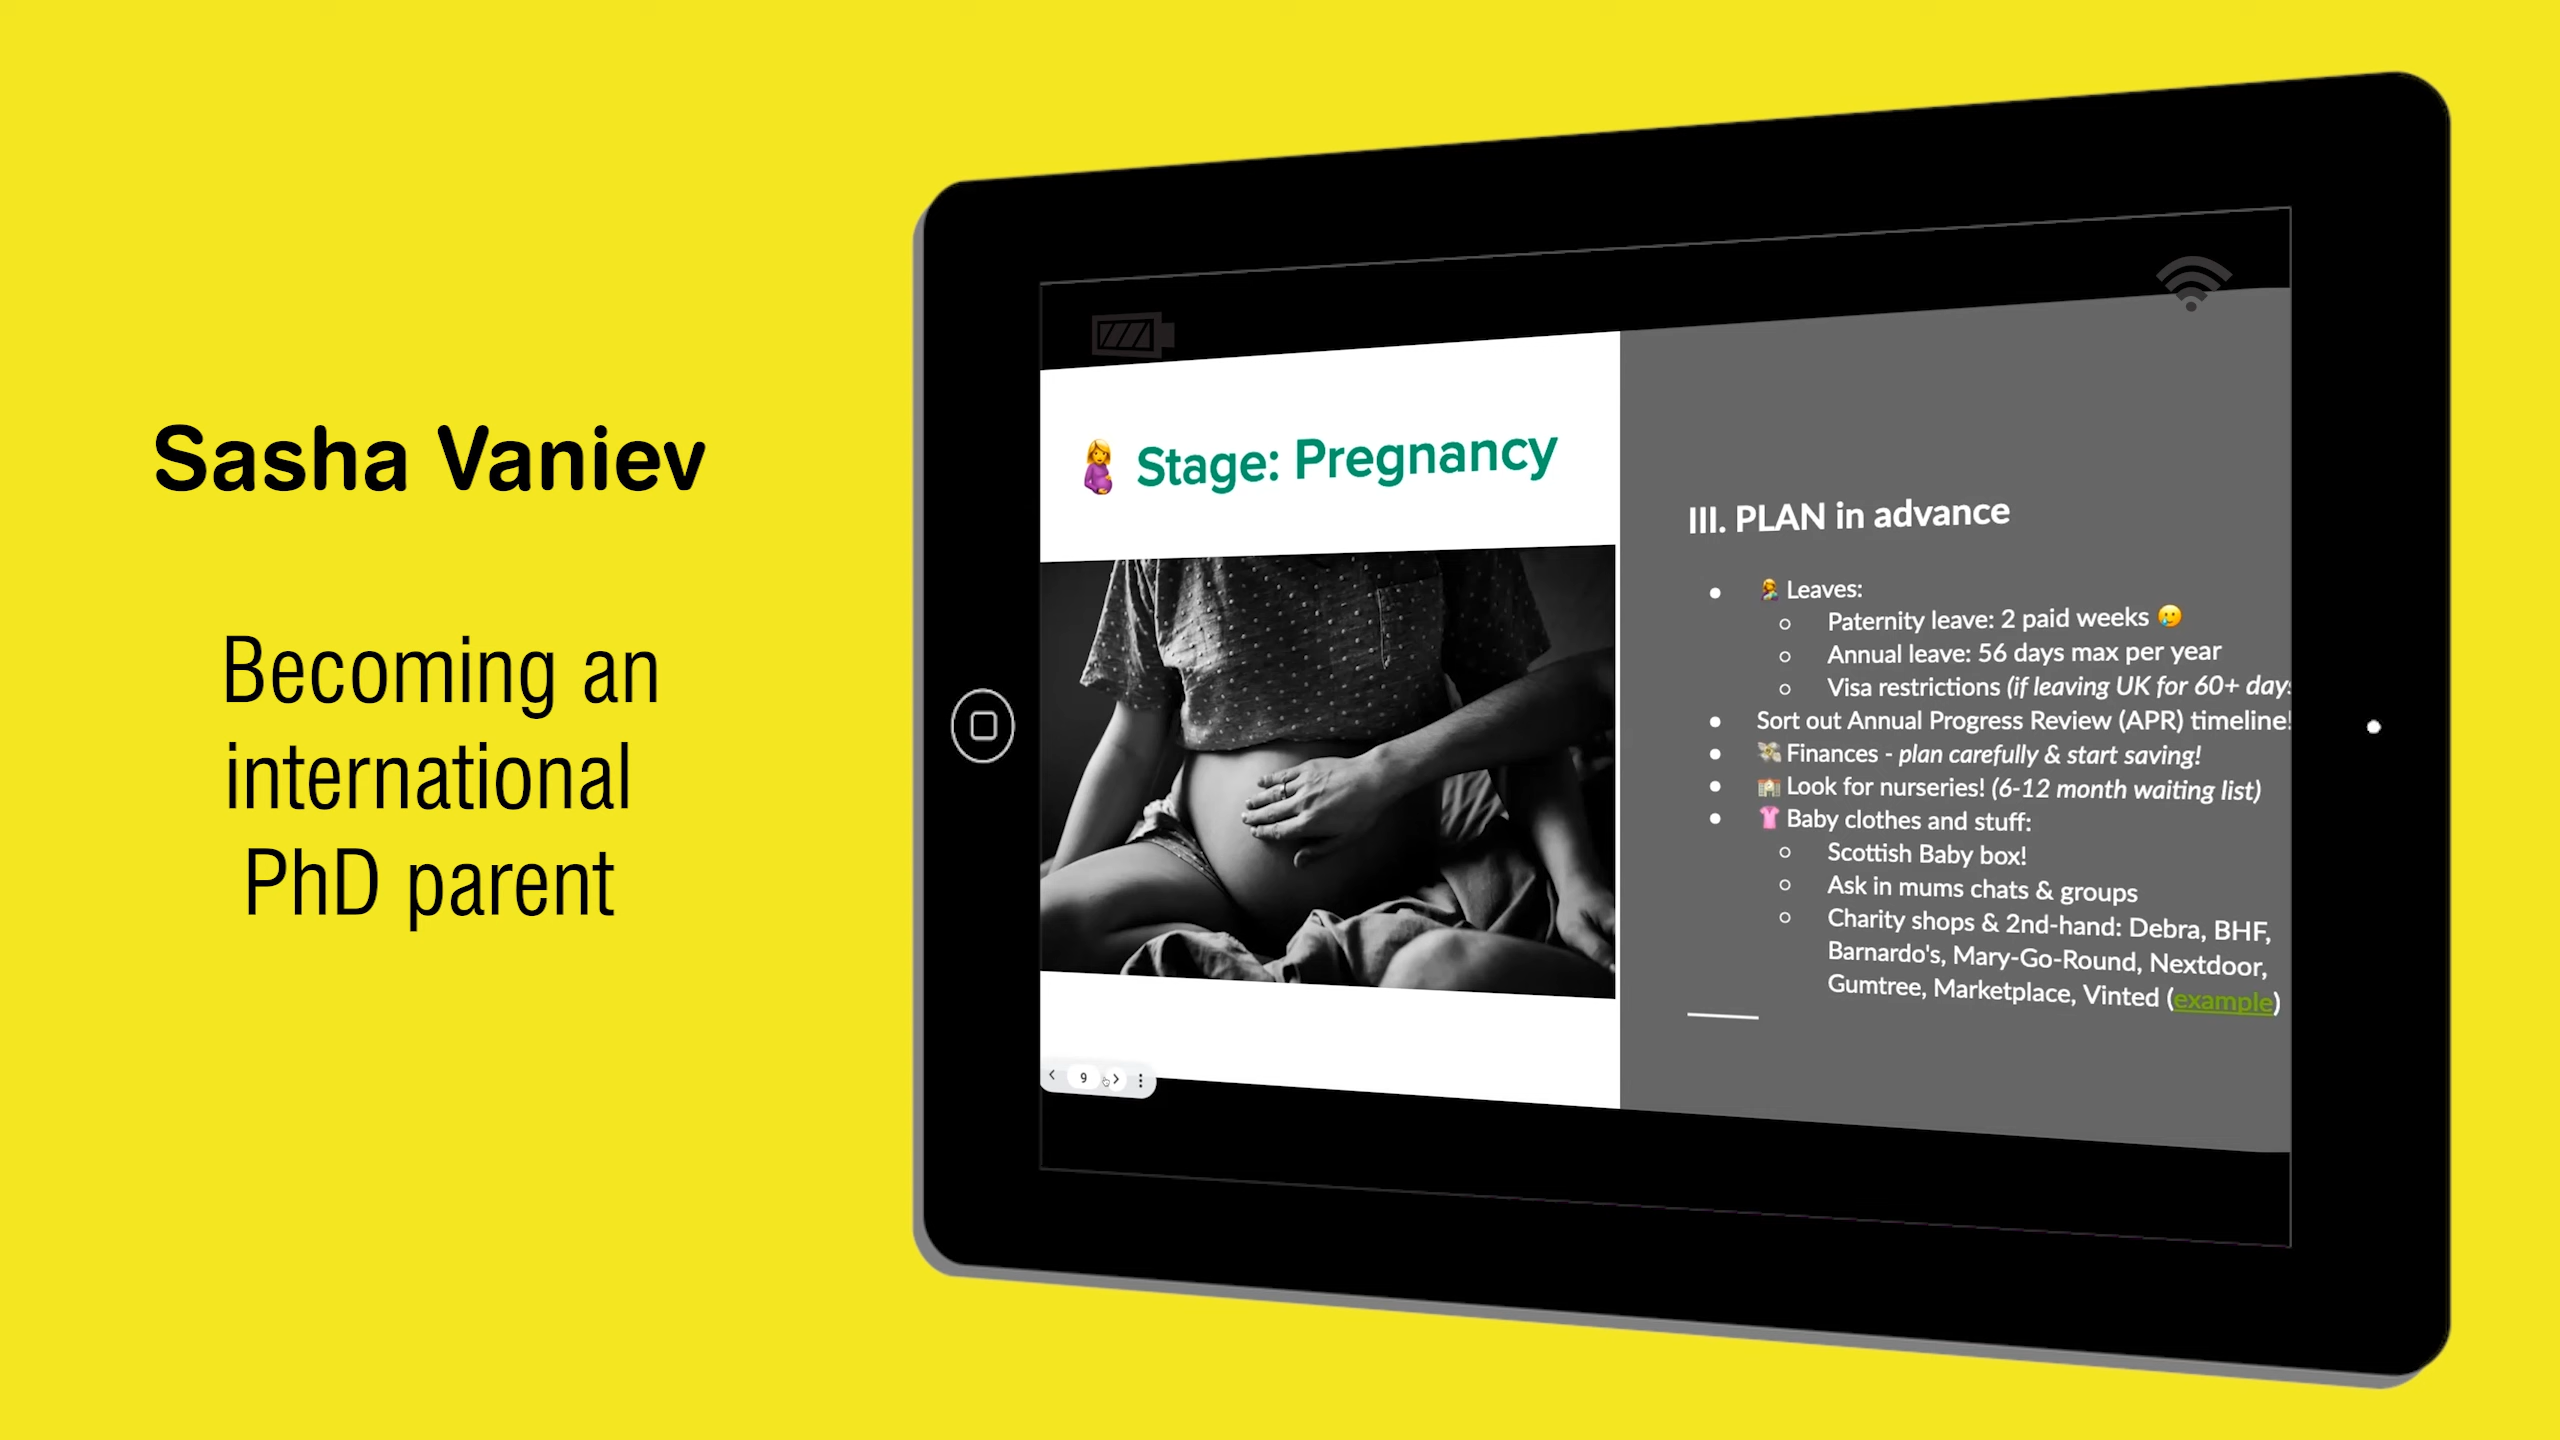 Sasha Vaniev
Becoming an
international
PhD parent
Stage: Pregnancy
III. PLAN in advance
Leaves:
Paternity leave: 2 paid weeks
Annual leave: 56 days max per year
Visa restrictions (if leaving UK for 60+ days
Sort out Annual Progress Review (APR) timeline!
Finances - plan carefully & start saving!
Look for nurseries! (6-12 month waiting list)
Baby clothes and stuff:
Scottish Baby box!
Ask in mums chats & groups
Charity shops & 2nd-hand: Debra, BHF,
Barnardo's, Mary-Go-Round, Nextdoor,
Gumtree, Marketplace, Vinted (example)
9